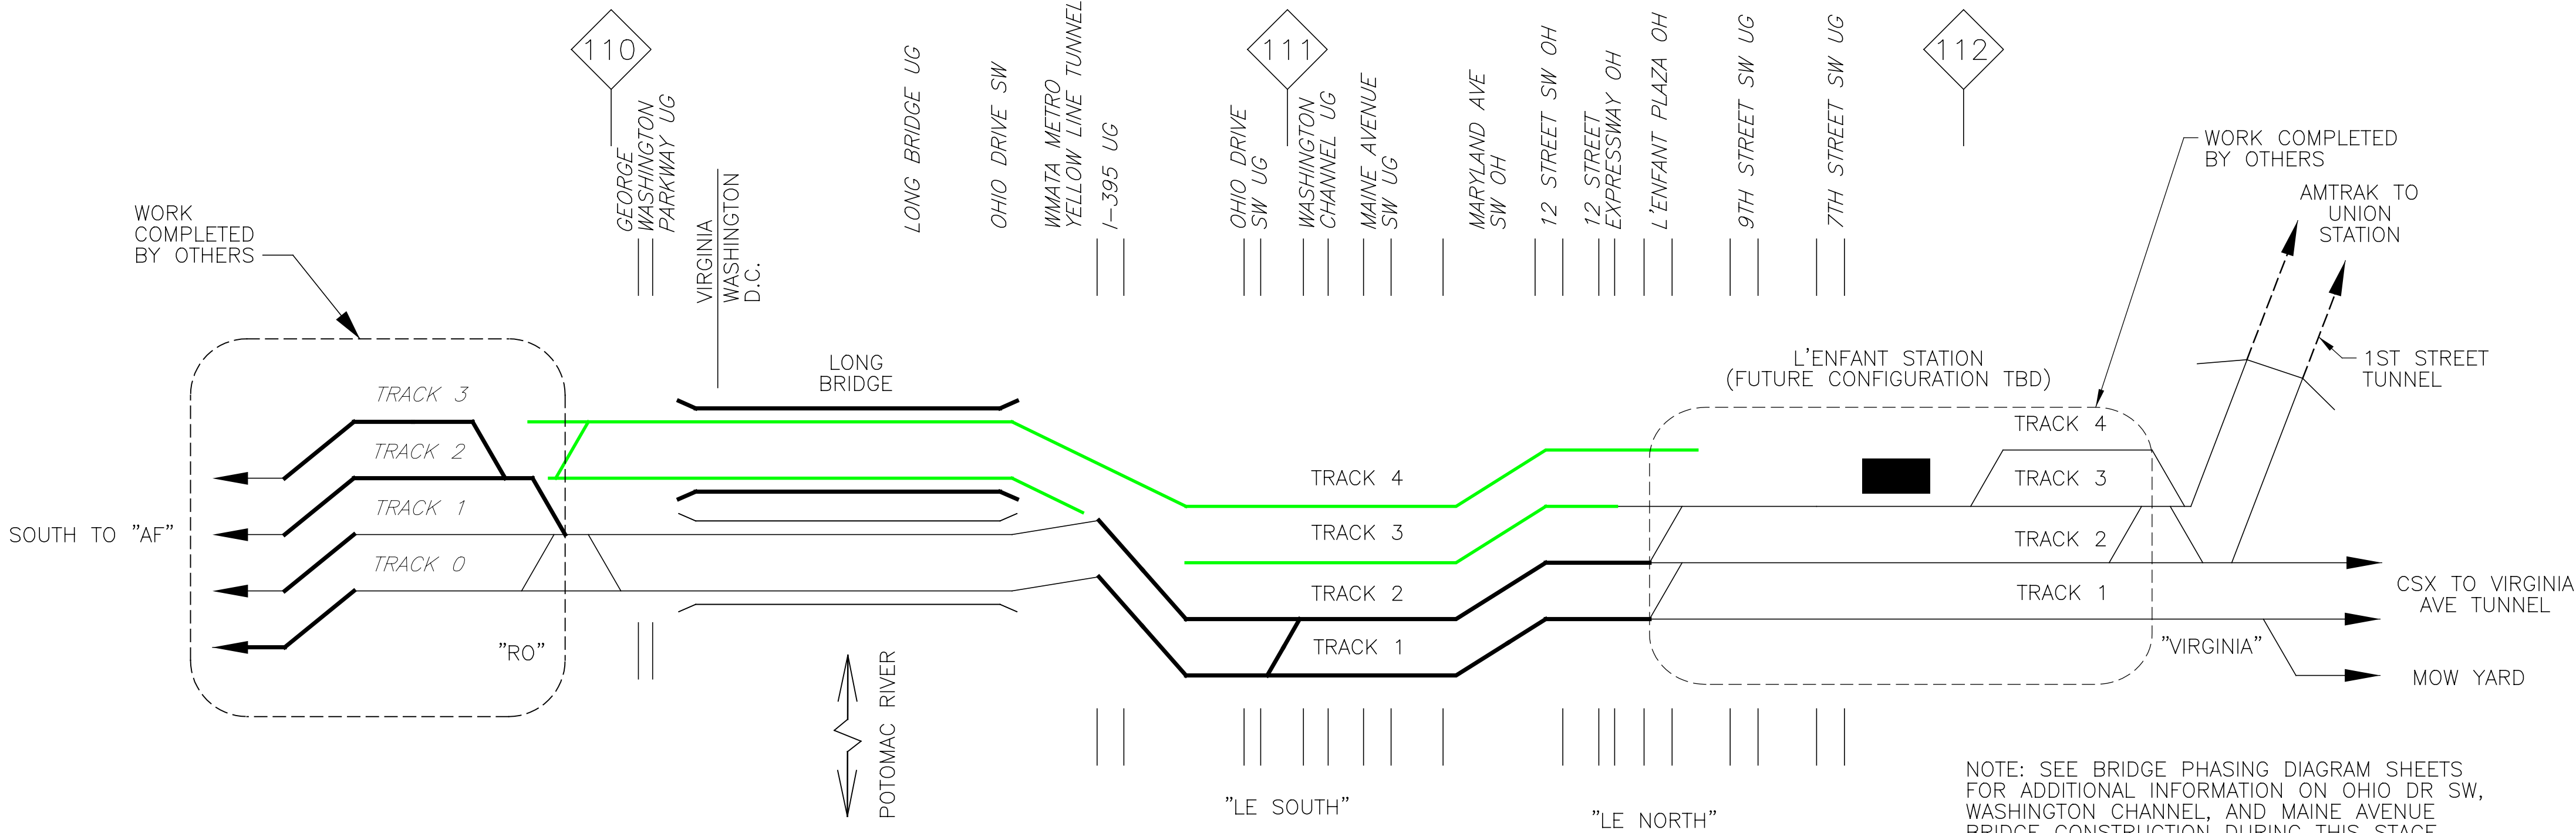 110
111
112
GEORGE
WASHINGTON
PARKWAY UG
VIRGINIA
WASHINGTON
D.C.
LONG BRIDGE UG
OHIO DRIVE SW
WMATA METRO
YELLOW LINE TUNNEL
I-395 UG
OHIO DRIVE
SW UG
WASHINGTON
CHANNEL UG
MAINE AVENUE
SW UG
MARYLAND AVE
SW OH
12 STREET SW OH
12 STREET
EXPRESSWAY OH
L'ENFANT PLAZA OH
9TH STREET SW UG
7TH STREET SW UG
WORK COMPLETED
BY OTHERS
AMTRAK TO
UNION
STATION
WORK
COMPLETED
BY OTHERS
LONG
BRIDGE
L'ENFANT STATION
(FUTURE CONFIGURATION TBD)
1ST STREET
TUNNEL
TRACK 3
TRACK 2
TRACK 1
TRACK 0
SOUTH TO "AF"
"RO"
TRACK 4
TRACK 3
TRACK 2
TRACK 1
TRACK 4
TRACK 3
TRACK 2
TRACK 1
CSX TO VIRGINIA
AVE TUNNEL
"VIRGINIA"
MOW YARD
POTOMAC RIVER
"LE SOUTH"
"LE NORTH"
NOTE: SEE BRIDGE PHASING DIAGRAM SHEETS
FOR ADDITIONAL INFORMATION ON OHIO DR SW,
WASHINGTON CHANNEL, AND MAINE AVENUE
BRIDGE CONSTRUCTION DURING THIS STAGE